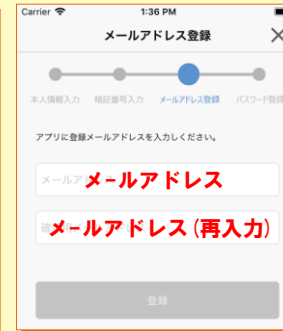 Carrier 1:36 PM
メールアドレス登録
本人情報入力 暗証番号入力 メールアドレス登録 パスワード登録
アプリに登録メールアドレスを入力ください。
メールアドレス
メールアドレス(再入力)
登録